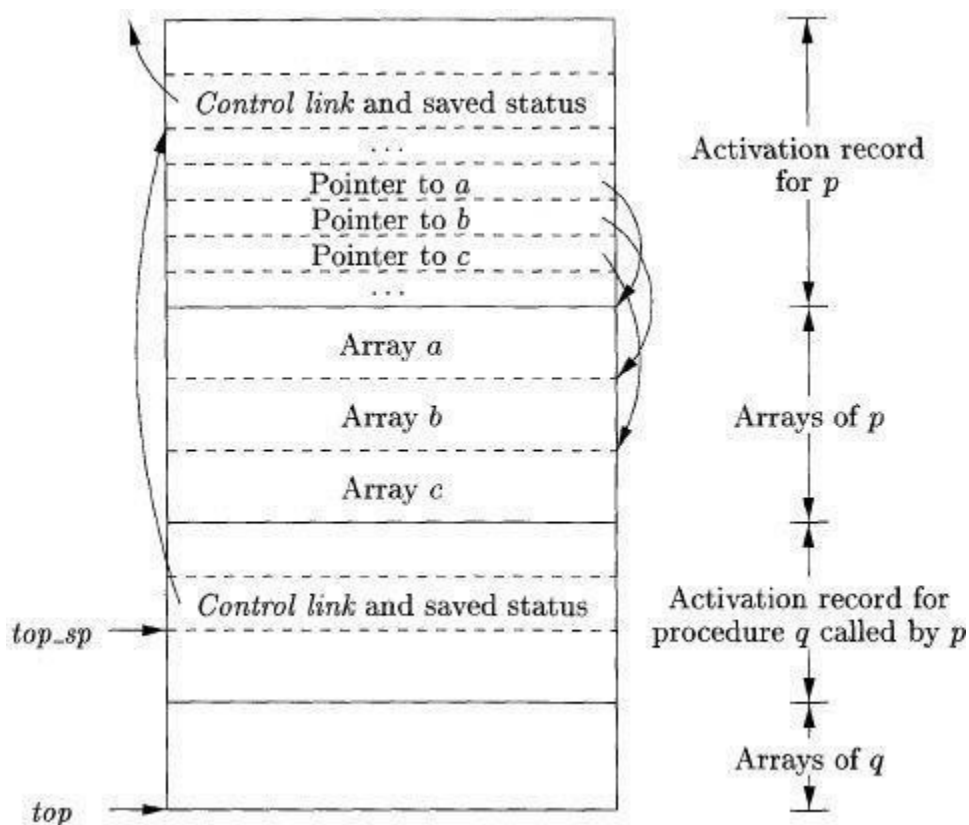 Control link and saved status
. . .
Pointer to a
Pointer to b
Pointer to c
. . .
Activation record
for p
Array a
Array b
Array c
Arrays of p
Control link and saved status
top_sp
Activation record for
procedure q called by p
Arrays of q
top